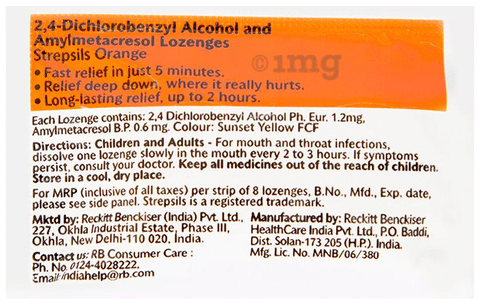 2,4-Dichlorobenzyl Alcohol and
Amylmetacresol Lozenges
Strepsils Orange
• Fast relief in just 5 minutes.
• Relief deep down, where it really hurts.
• Long-lasting relief, up to 2 hours.
©1mg
Each Lozenge contains: 2,4 Dichlorobenzyl Alcohol Ph. Eur. 1.2mg,
Amylmetacresol B.P. 0.6 mg. Colour: Sunset Yellow FCF
Directions: Children and Adults - For mouth and throat infections,
dissolve one lozenge slowly in the mouth every 2 to 3 hours. If symptoms
persist, consult your doctor. Keep all medicines out of the reach of children.
Store in a cool, dry place.
For MRP (inclusive of all taxes) per strip of 8 lozenges, B.No., Mfd., Exp. date,
please see side panel. Strepsils is a registered trademark.
Mktd by: Reckitt Benckiser (India) Pvt. Ltd.,
227, Okhla Industrial Estate, Phase III,
Okhla, New Delhi-110 020, India.
Contact us: RB Consumer Care :
Ph. No. 0124-4028222.
Email:indiahelp@rb.com
Manufactured by: Reckitt Benckiser
HealthCare India Pvt. Ltd., P.O. Baddi,
Dist. Solan-173 205 (H.P.). India.
Mfg. Lic. No. MNB/06/380